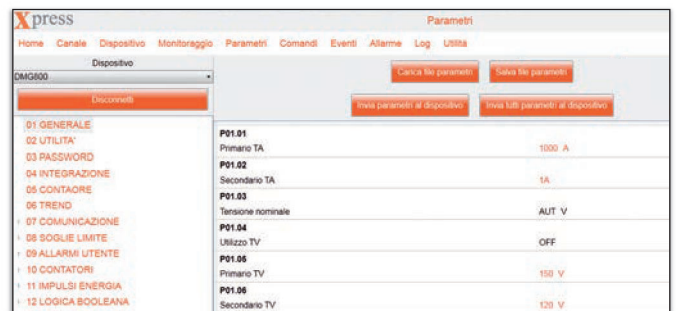 Xpress
Parametri
Home Canale Dispositivo Monitoraggio Parametri Comandi Eventi Allarme Log Utilità
Dispositivo
DMG800
Disconnetti
Carica file parametri
Salva file parametri
Invia parametri al dispositivo
Invia tutti parametri al dispositivo
01 GENERALE
02 UTILITA'
03 PASSWORD
04 INTEGRAZIONE
05 CONTAORE
06 TREND
07 COMUNICAZIONE
08 SOGLIE LIMITE
09 ALLARMI UTENTE
10 CONTATORI
11 IMPULSI ENERGIA
12 LOGICA BOOLEANA
P01.01
Primario TA 1000 A
P01.02
Secondario TA 1A
P01.03
Tensione nominale AUT V
P01.04
Utilizzo TV OFF
P01.05
Primario TV 150 V
P01.06
Secondario TV 120 V